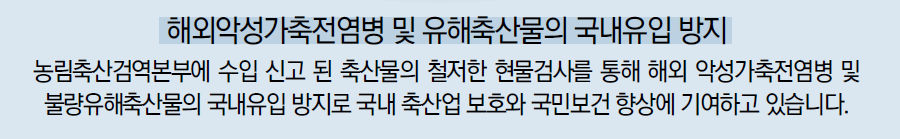 해외악성가축전염병 및 유해축산물의 국내유입 방지
농림축산검역본부에 수입 신고 된 축산물의 철저한 현물검사를 통해 해외 악성가축전염병 및
불량유해축산물의 국내유입 방지로 국내 축산업 보호와 국민보건 향상에 기여하고 있습니다.